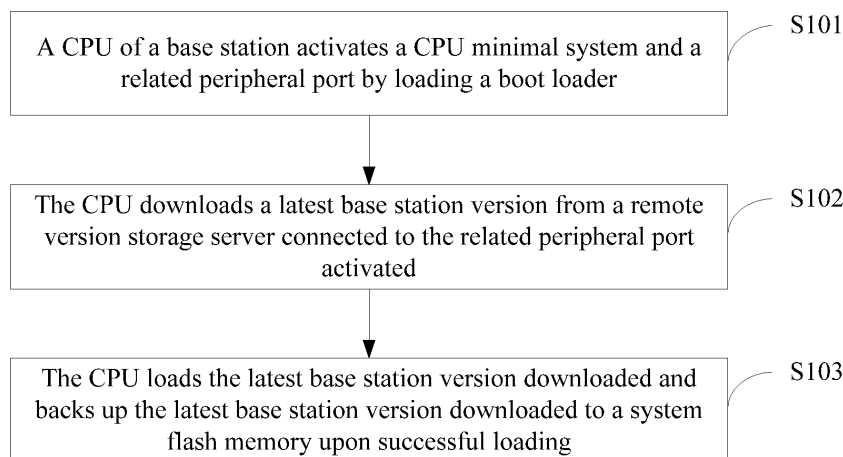 A CPU of a base station activates a CPU minimal system and a
related peripheral port by loading a boot loader
S101
The CPU downloads a latest base station version from a remote
version storage server connected to the related peripheral port
activated
S102
The CPU loads the latest base station version downloaded and
backs up the latest base station version downloaded to a system
flash memory upon successful loading
S103